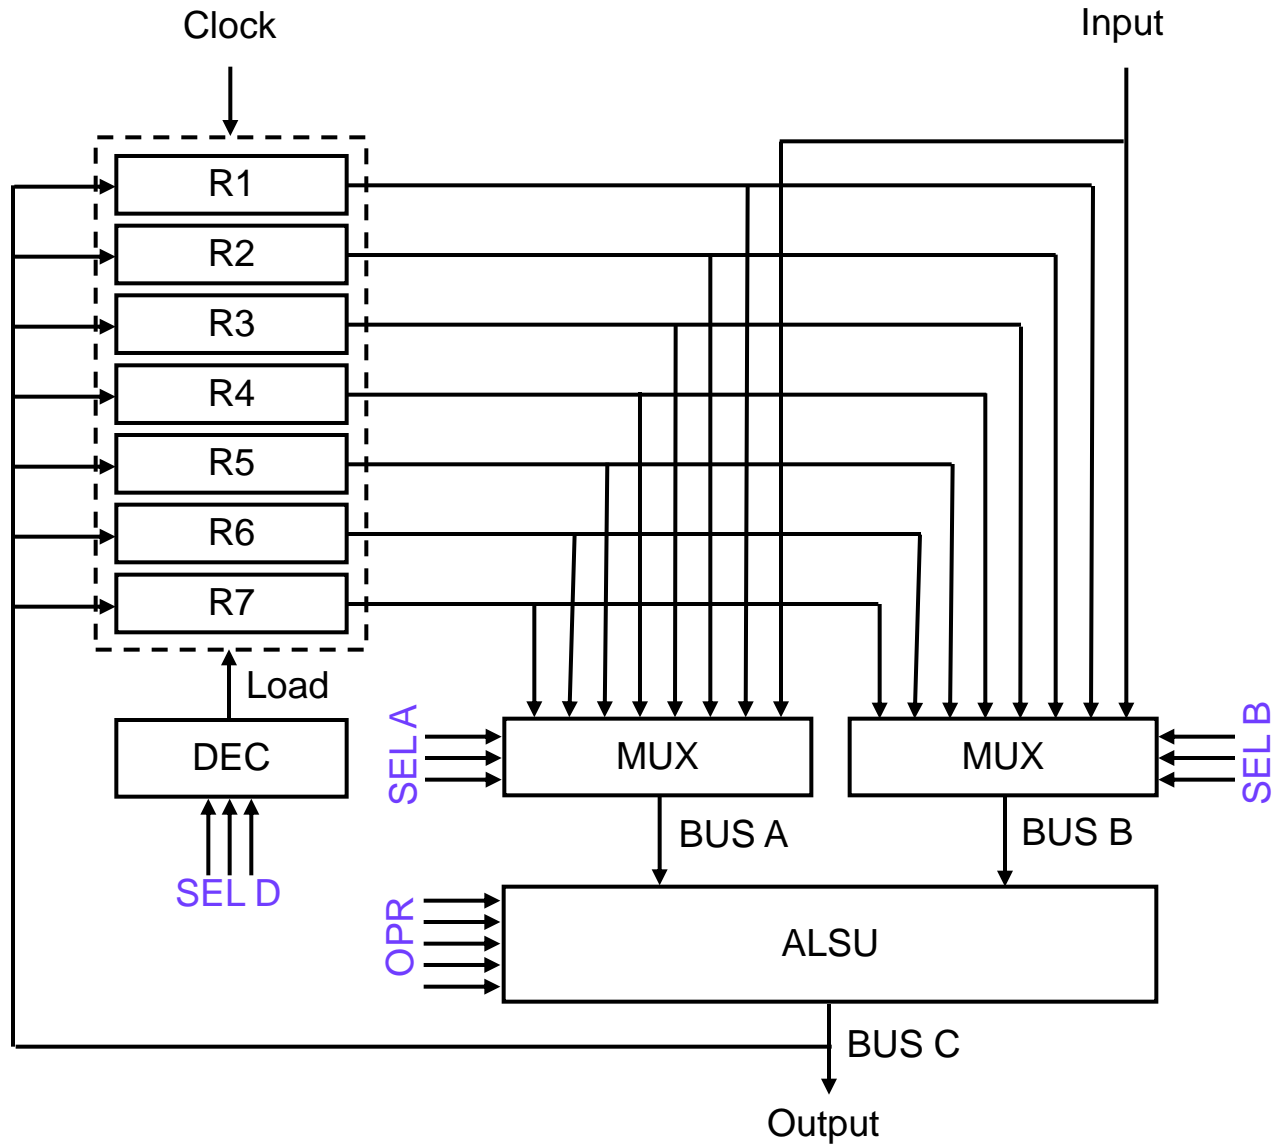 Clock
Input
R1
R2
R3
R4
R5
R6
R7
Load
DEC
SEL D
SEL A
MUX
MUX
SEL B
BUS A
BUS B
OPR
ALSU
BUS C
Output